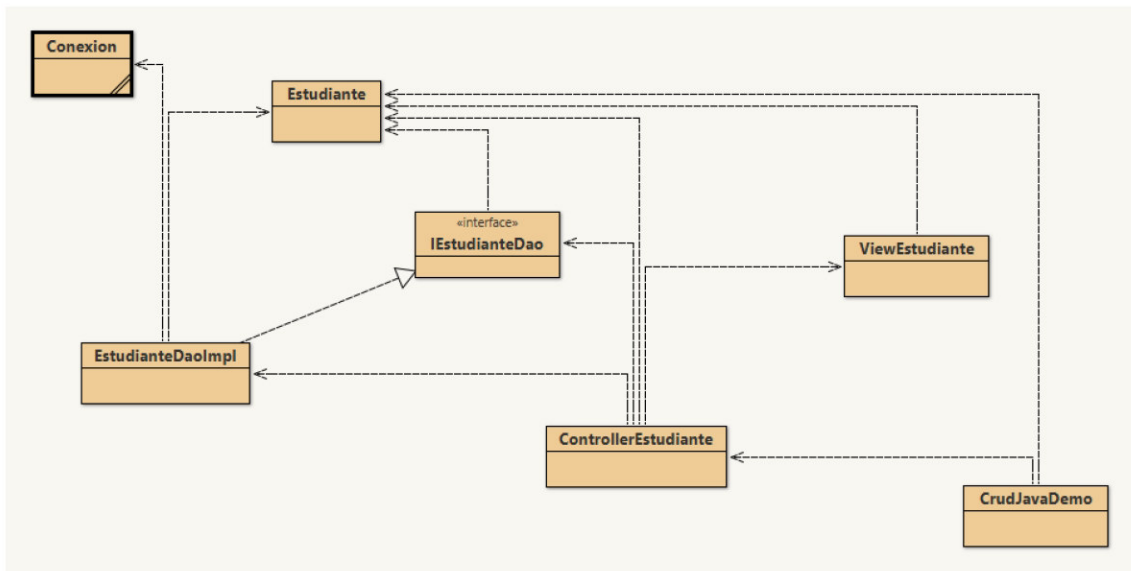 Conexion
Estudiante
«interface»
IEstudianteDao
ViewEstudiante
EstudianteDaoImpl
ControllerEstudiante
CrudJavaDemo